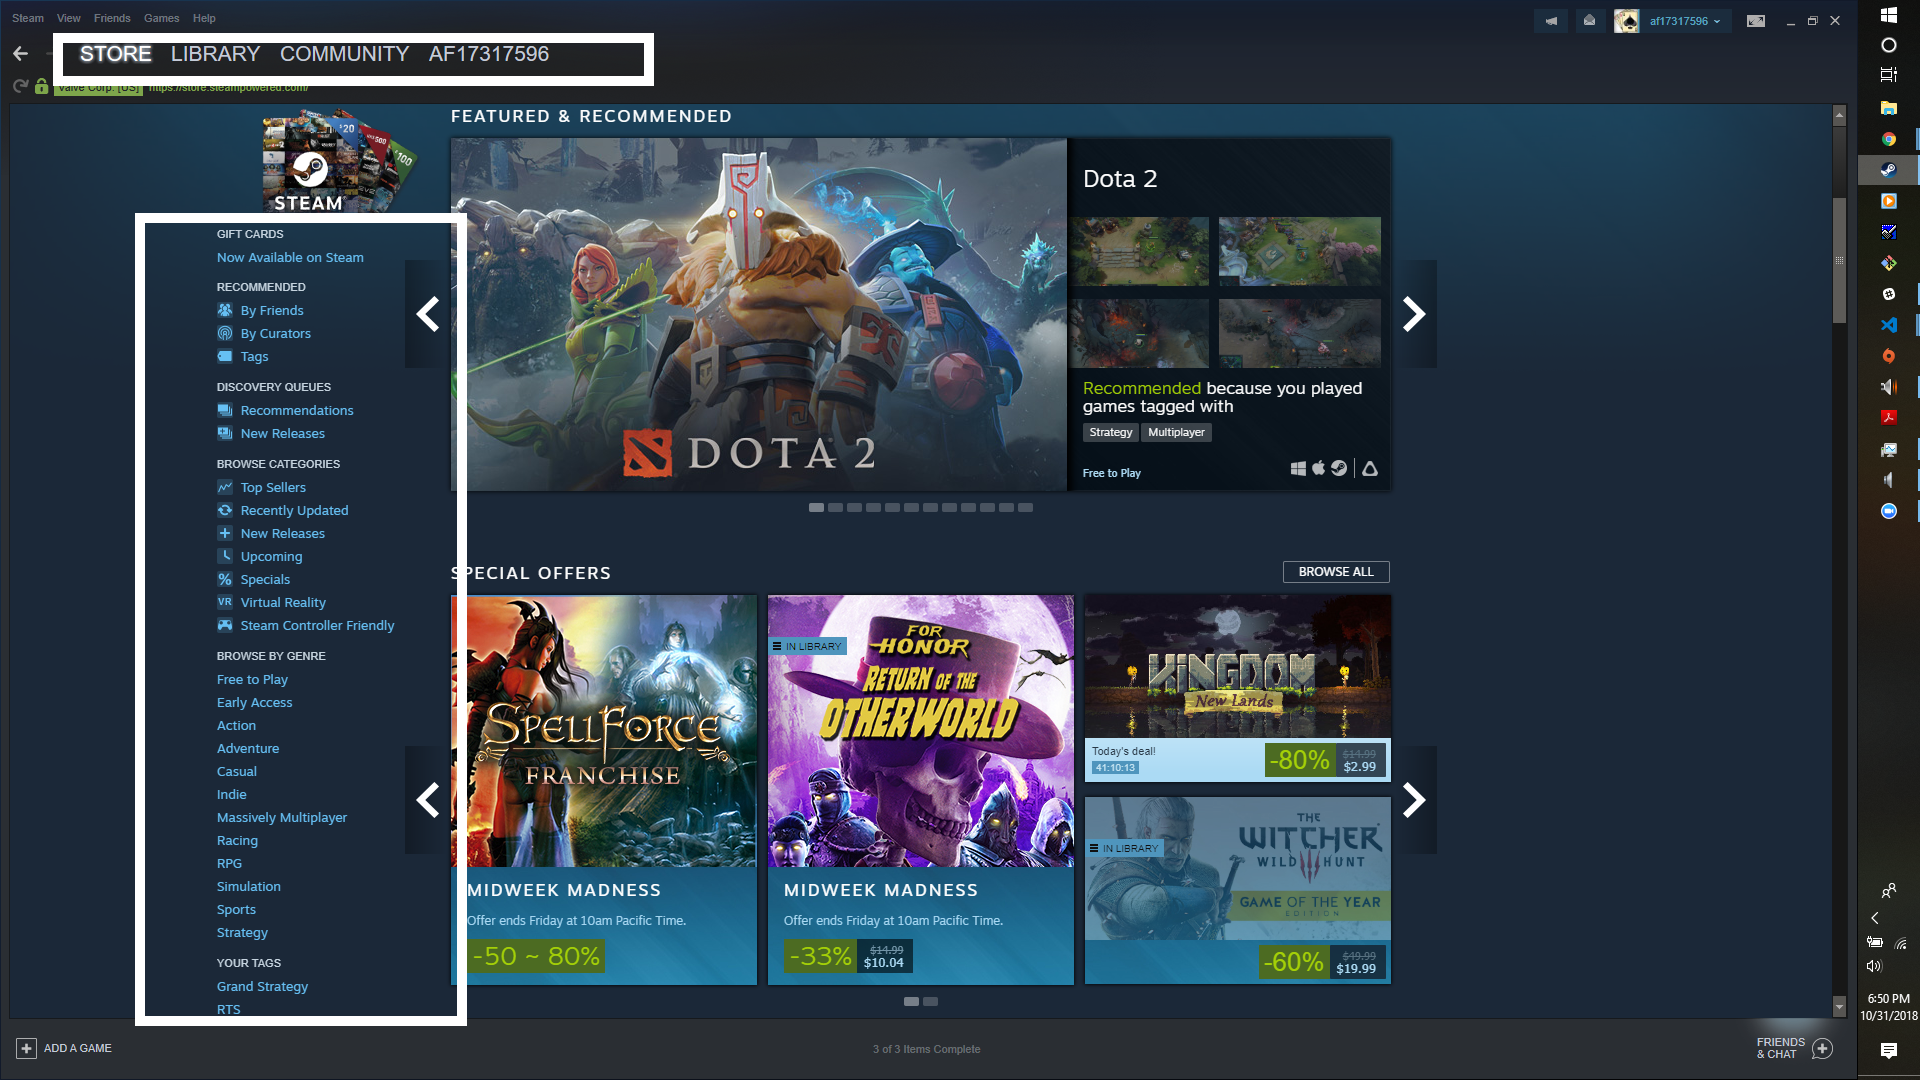 Steam View Friends Games Help
af17317596
STORE LIBRARY COMMUNITY AF17317596
Valve Corp. [US] https://store.steampowered.com/
$20
$100
STEAM
GIFT CARDS
Now Available on Steam
RECOMMENDED
By Friends
By Curators
Tags
DISCOVERY QUEUES
Recommendations
New Releases
BROWSE CATEGORIES
Top Sellers
Recently Updated
New Releases
Upcoming
Specials
VR Virtual Reality
Steam Controller Friendly
BROWSE BY GENRE
Free to Play
Early Access
Action
Adventure
Casual
Indie
Massively Multiplayer
Racing
RPG
Simulation
Sports
Strategy
YOUR TAGS
Grand Strategy
RTS
FEATURED & RECOMMENDED
DOTA 2
Dota 2
Recommended because you played
games tagged with
Strategy Multiplayer
Free to Play
SPECIAL OFFERS
BROWSE ALL
SPELLFORCE
FRANCHISE
MIDWEEK MADNESS
Offer ends Friday at 10am Pacific Time.
-50 ~ 80%
IN LIBRARY
FOR
HONOR
RETURN OF THE
OTHERWORLD
MIDWEEK MADNESS
Offer ends Friday at 10am Pacific Time.
-33% $14.99
$10.04
KINGDOM
New Lands
Today's deal!
41:10:13
-80% $14.99
$2.99
IN LIBRARY
THE
WITCHER
WILD HUNT
GAME OF THE YEAR
EDITION
-60% $49.99
$19.99
ADD A GAME
3 of 3 Items Complete
FRIENDS
& CHAT
6:50 PM
10/31/2018